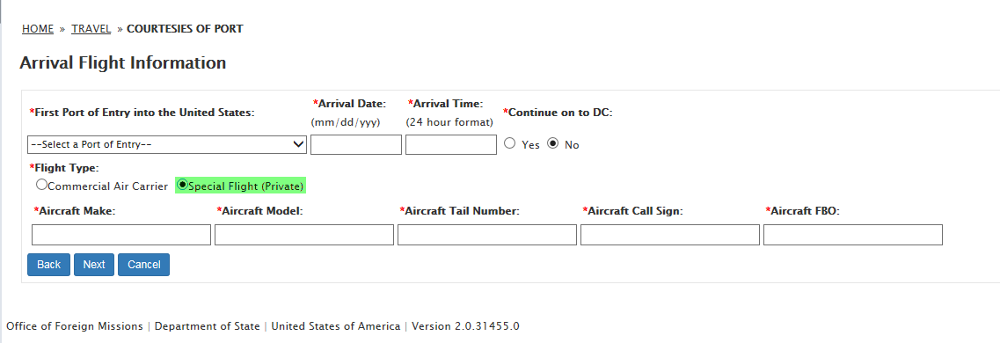 HOME » TRAVEL » COURTESIES OF PORT
Arrival Flight Information
*First Port of Entry into the United States:
*Arrival Date:
(mm/dd/yyy)
*Arrival Time:
(24 hour format)
*Continue on to DC:
--Select a Port of Entry--
Yes No
*Flight Type:
Commercial Air Carrier Special Flight (Private)
*Aircraft Make: *Aircraft Model: *Aircraft Tail Number: *Aircraft Call Sign: *Aircraft FBO:
Back Next Cancel
Office of Foreign Missions | Department of State | United States of America | Version 2.0.31455.0